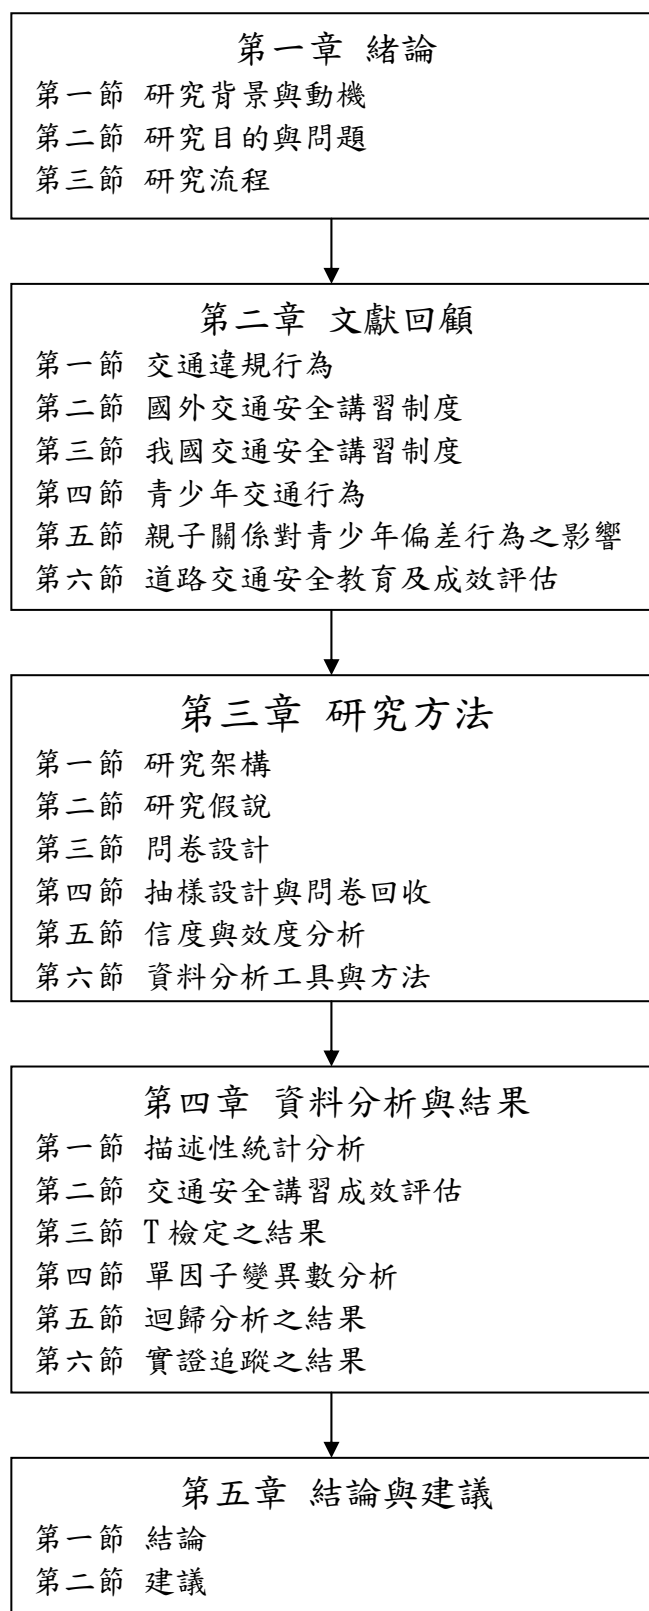 第一章 緒論
第一節 研究背景與動機
第二節 研究目的與問題
第三節 研究流程
第二章 文獻回顧
第一節 交通違規行為
第二節 國外交通安全講習制度
第三節 我國交通安全講習制度
第四節 青少年交通行為
第五節 親子關係對青少年偏差行為之影響
第六節 道路交通安全教育及成效評估
第三章 研究方法
第一節 研究架構
第二節 研究假說
第三節 問卷設計
第四節 抽樣設計與問卷回收
第五節 信度與效度分析
第六節 資料分析工具與方法
第四章 資料分析與結果
第一節 描述性統計分析
第二節 交通安全講習成效評估
第三節 T 檢定之結果
第四節 單因子變異數分析
第五節 迴歸分析之結果
第六節 實證追蹤之結果
第五章 結論與建議
第一節 結論
第二節 建議